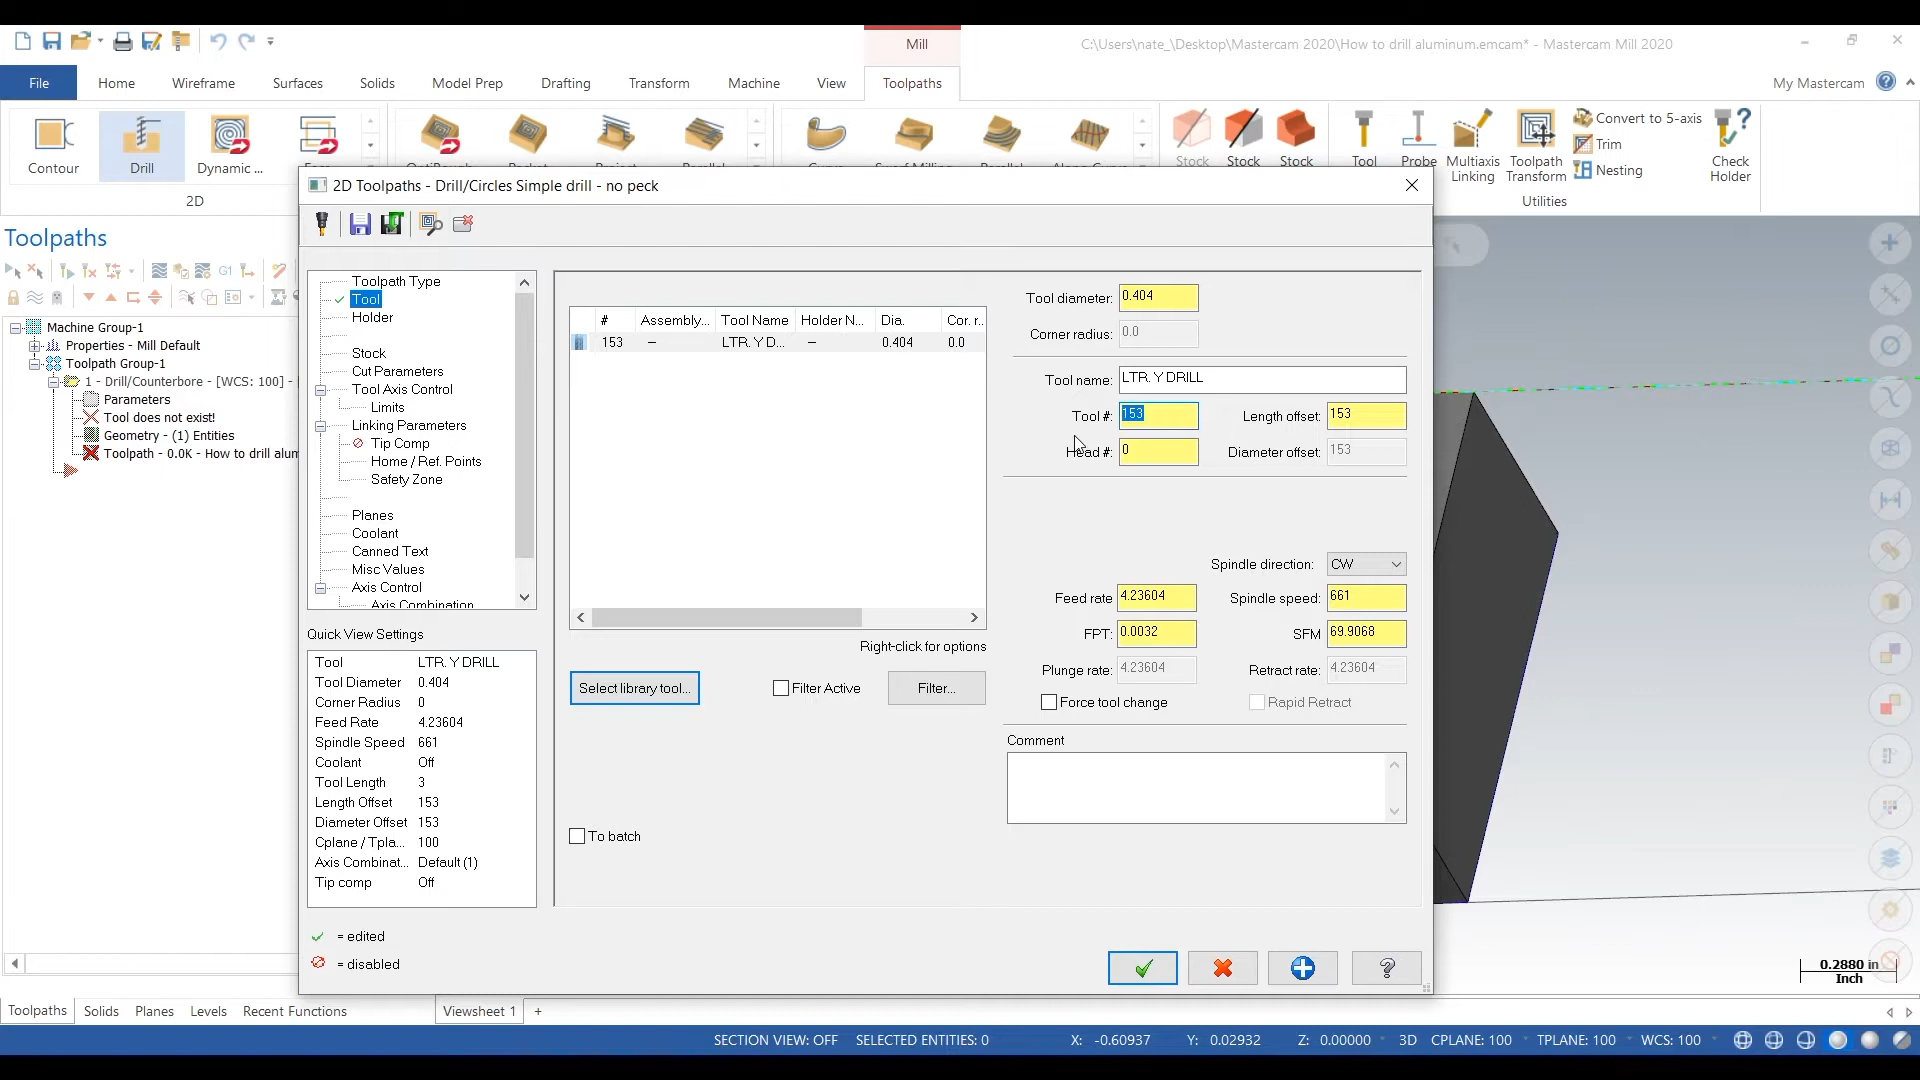 Mill
C:\Users\nate_\Desktop\Mastercam 2020\How to drill aluminum.emcam* - Mastercam Mill 2020
File
Home
Wireframe
Surfaces
Solids
Model Prep
Drafting
Transform
Machine
View
Toolpaths
My Mastercam
Contour
Drill
Dynamic ...
2D
Stock
Stock
Stock
Tool
Probe
Multiaxis Linking
Toolpath Transform
Convert to 5-axis
Trim
Nesting
Check Holder
Utilities
2D Toolpaths - Drill/Circles Simple drill - no peck
Toolpaths
Machine Group-1
Properties - Mill Default
Toolpath Group-1
1 - Drill/Counterbore - [WCS: 100] -
Parameters
Tool does not exist!
Geometry - (1) Entities
Toolpath - 0.0K - How to drill alum
Toolpath Type
Tool
Holder
Stock
Cut Parameters
Tool Axis Control
Limits
Linking Parameters
Tip Comp
Home / Ref. Points
Safety Zone
Planes
Coolant
Canned Text
Misc Values
Axis Control
Axis Combination
Quick View Settings
Tool LTR. Y DRILL
Tool Diameter 0.404
Corner Radius 0
Feed Rate 4.23604
Spindle Speed 661
Coolant Off
Tool Length 3
Length Offset 153
Diameter Offset 153
Cplane / Tpla... 100
Axis Combinat... Default (1)
Tip comp Off
= edited
= disabled
# Assembly... Tool Name Holder N... Dia. Cor. r..
153 -- LTR. Y D... -- 0.404 0.0
Right-click for options
Select library tool...
Filter Active
Filter...
To batch
Tool diameter: 0.404
Corner radius: 0.0
Tool name: LTR. Y DRILL
Tool #: 153 Length offset: 153
Head #: 0 Diameter offset: 153
Spindle direction: CW
Feed rate 4.23604 Spindle speed: 661
FPT: 0.0032 SFM 69.9068
Plunge rate: 4.23604 Retract rate: 4.23604
Force tool change
Rapid Retract
Comment
0.2880 in
Inch
Toolpaths
Solids
Planes
Levels
Recent Functions
Viewsheet 1
+
SECTION VIEW: OFF SELECTED ENTITIES: 0 X: -0.60937 Y: 0.02932 Z: 0.00000 3D CPLANE: 100 TPLANE: 100 WCS: 100